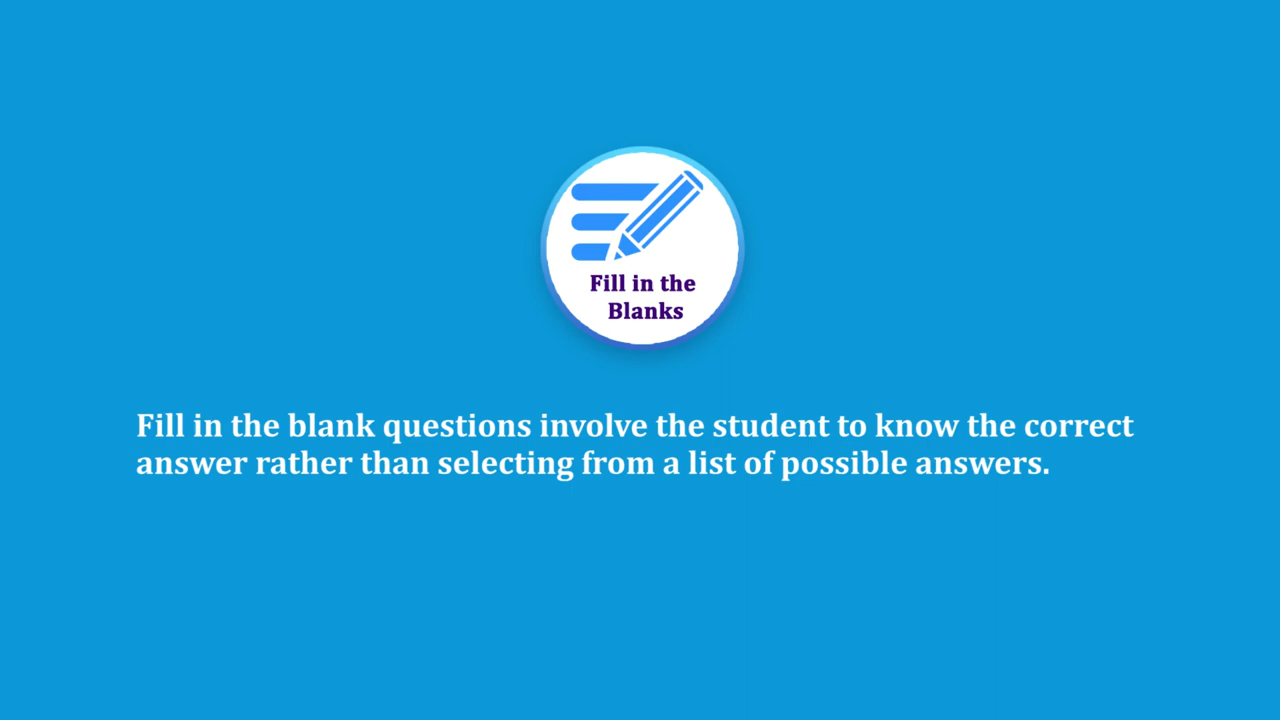 Fill in the
Blanks
Fill in the blank questions involve the student to know the correct
answer rather than selecting from a list of possible answers.